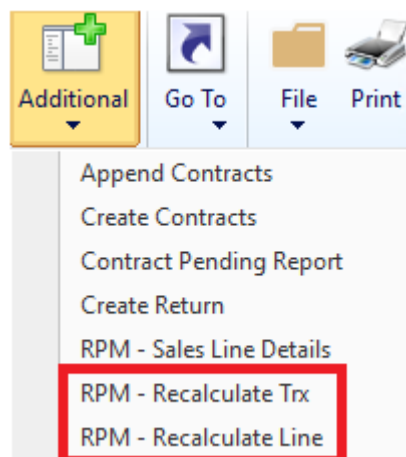 Additional Go To File Print
Append Contracts
Create Contracts
Contract Pending Report
Create Return
RPM - Sales Line Details
RPM - Recalculate Trx
RPM - Recalculate Line